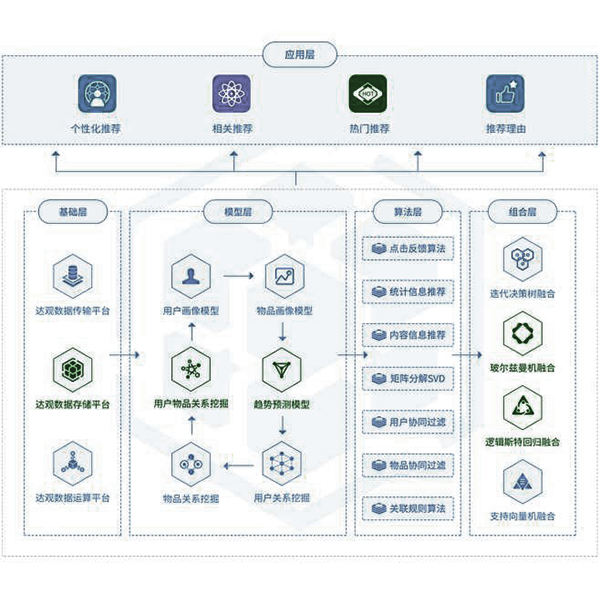 应用层
HOT
个性化推荐
相关推荐
热门推荐
推荐理由
基础层
模型层
算法层
组合层
达观数据传输平台
达观数据存储平台
达观数据运算平台
用户画像模型
物品画像模型
用户物品关系挖掘
趋势预测模型
物品关系挖掘
用户关系挖掘
点击反馈算法
统计信息推荐
内容信息推荐
矩阵分解SVD
用户协同过滤
物品协同过滤
关联规则算法
迭代决策树融合
玻尔兹曼机融合
逻辑斯特回归融合
支持向量机融合